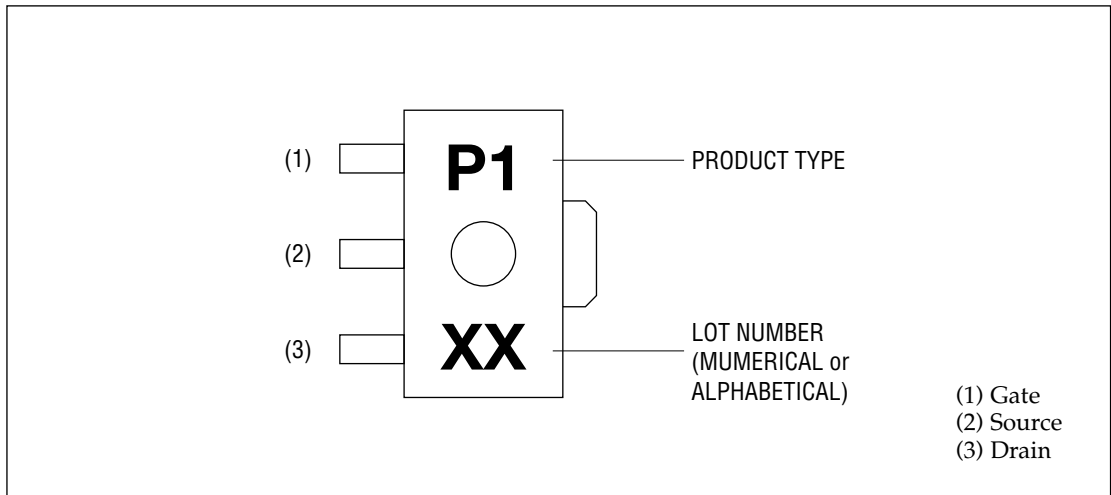 (1)
P1
PRODUCT TYPE
(2)
(3)
XX
LOT NUMBER
(MUMERICAL or
ALPHABETICAL)
(1) Gate
(2) Source
(3) Drain